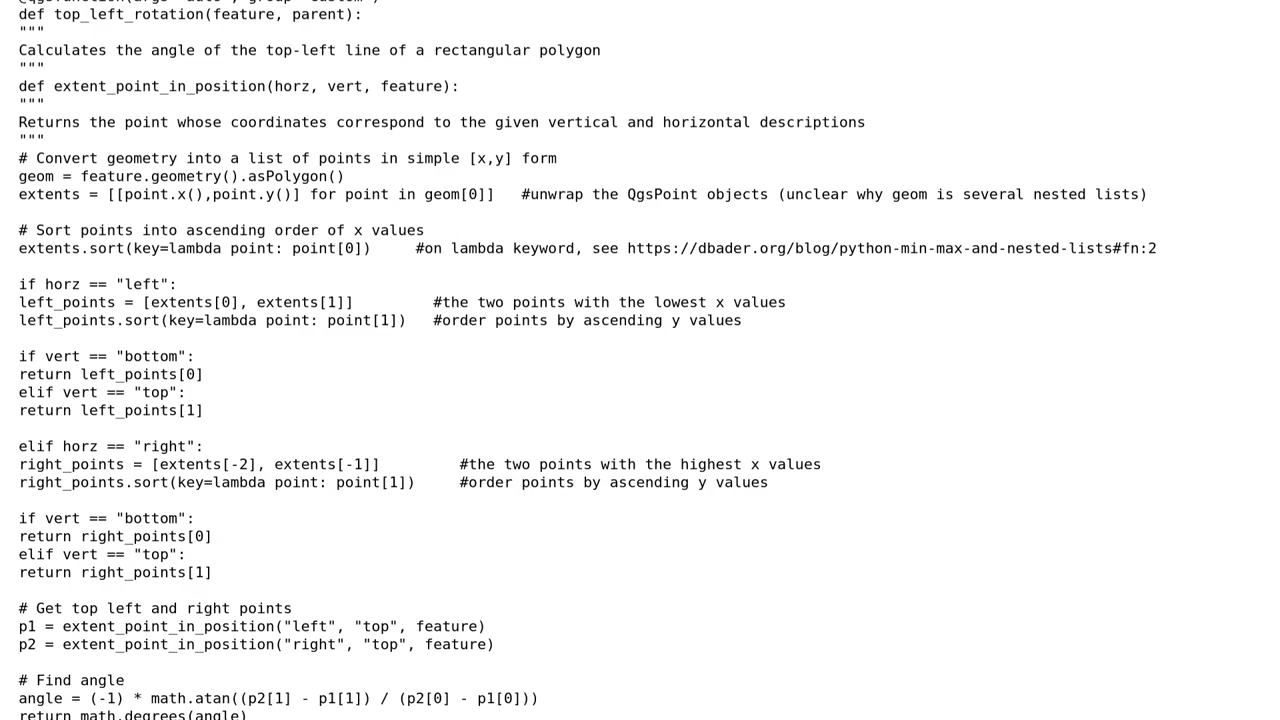 def top_left_rotation(feature, parent):
"""
Calculates the angle of the top-left line of a rectangular polygon
"""
def extent_point_in_position(horz, vert, feature):
"""
Returns the point whose coordinates correspond to the given vertical and horizontal descriptions
"""
# Convert geometry into a list of points in simple [x,y] form
geom = feature.geometry().asPolygon()
extents = [[point.x(),point.y()] for point in geom[0]]   #unwrap the QgsPoint objects (unclear why geom is several nested lists)
# Sort points into ascending order of x values
extents.sort(key=lambda point: point[0])     #on lambda keyword, see https://dbader.org/blog/python-min-max-and-nested-lists#fn:2
if horz == "left":
left_points = [extents[0], extents[1]]         #the two points with the lowest x values
left_points.sort(key=lambda point: point[1])   #order points by ascending y values
if vert == "bottom":
return left_points[0]
elif vert == "top":
return left_points[1]
elif horz == "right":
right_points = [extents[-2], extents[-1]]         #the two points with the highest x values
right_points.sort(key=lambda point: point[1])     #order points by ascending y values
if vert == "bottom":
return right_points[0]
elif vert == "top":
return right_points[1]
# Get top left and right points
p1 = extent_point_in_position("left", "top", feature)
p2 = extent_point_in_position("right", "top", feature)
# Find angle
angle = (-1) * math.atan((p2[1] - p1[1]) / (p2[0] - p1[0]))
return math.degrees(angle)